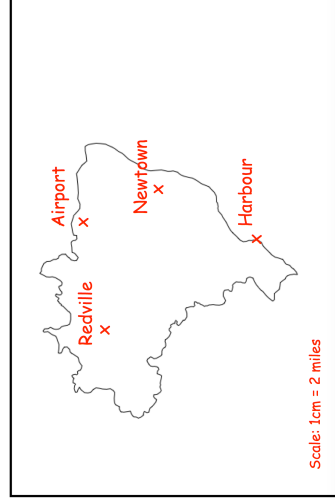 Airport
Newtown
Harbour
Redville
Scale: 1cm = 2 miles